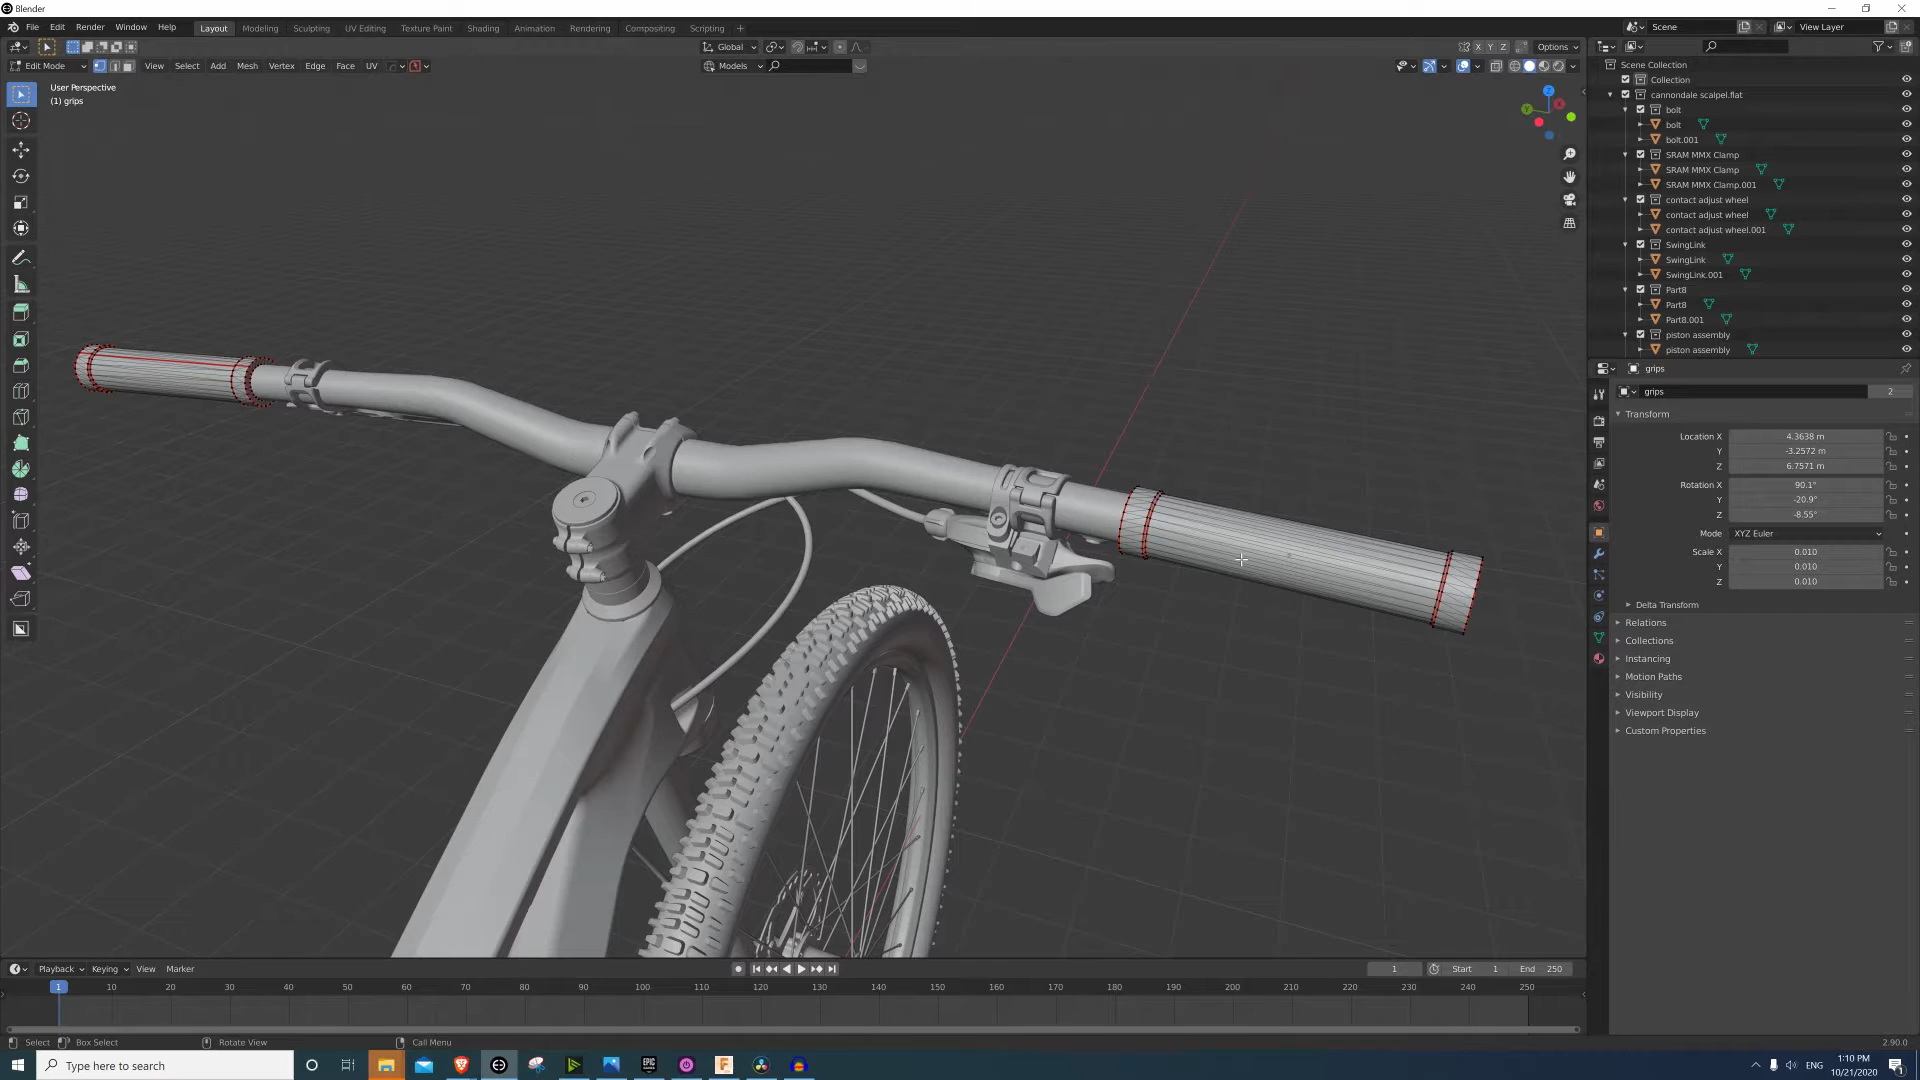 Blender
File Edit Render Window Help Layout Modeling Sculpting UV Editing Texture Paint Shading Animation Rendering Compositing Scripting + Scene View Layer
Global X Y Z Options
Edit Mode View Select Add Mesh Vertex Edge Face UV Models
User Perspective
(1) grips
Scene Collection
Collection
cannondale scalpel.flat
bolt
bolt
bolt.001
SRAM MMX Clamp
SRAM MMX Clamp
SRAM MMX Clamp.001
contact adjust wheel
contact adjust wheel
contact adjust wheel.001
SwingLink
SwingLink
SwingLink.001
Part8
Part8
Part8.001
piston assembly
piston assembly
grips
grips 2
Transform
Location X 4.3638 m
Y -3.2572 m
Z 6.7571 m
Rotation X 90.1°
Y -20.9°
Z -8.55°
Mode XYZ Euler
Scale X 0.010
Y 0.010
Z 0.010
Delta Transform
Relations
Collections
Instancing
Motion Paths
Visibility
Viewport Display
Custom Properties
Playback Keying View Marker 1 Start 1 End 250
1 10 20 30 40 50 60 70 80 90 100 110 120 130 140 150 160 170 180 190 200 210 220 230 240 250
Select Box Select Rotate View Call Menu 2.90.0
Type here to search ENG 1:10 PM
10/21/2020